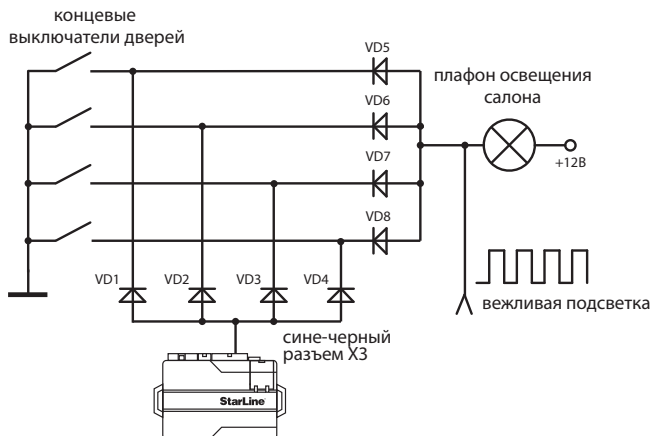 концевые
выключатели дверей
VD5
плафон освещения
салона
VD6
+12В
VD7
VD8
VD1
VD2
VD3
VD4
вежливая подсветка
сине-черный
разъем Х3
StarLine